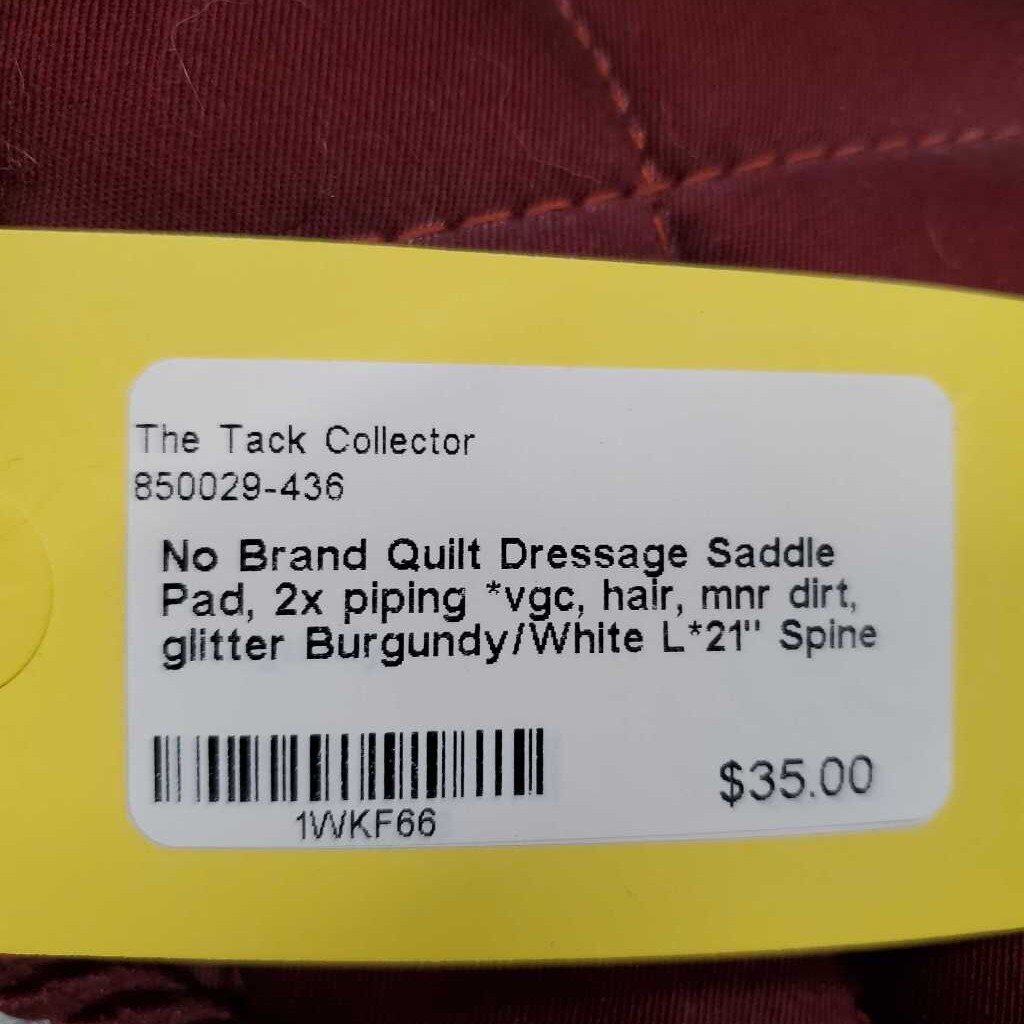 The Tack Collector
850029-436
No Brand Quilt Dressage Saddle
Pad, 2x piping *vgc, hair, mnr dirt,
glitter Burgundy/White L*21" Spine
1WKF66
$35.00